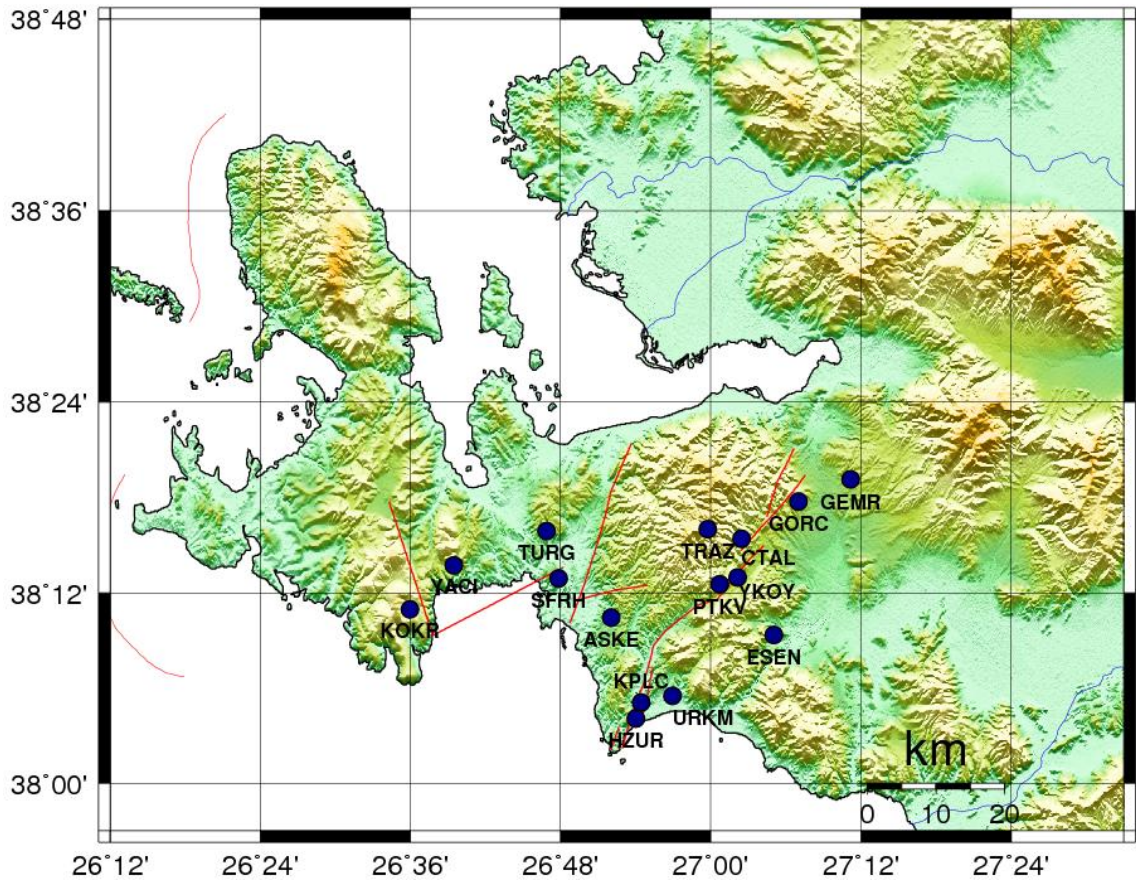 38°48'
38°36'
38°24'
38°12'
38°00'
GEMR
GORC
TURG
TRAZ
CTAL
YACI
SFRH
PTKV
YKOY
KOKR
ASKE
ESEN
KPLC
URKM
HZUR
km
0 10 20
26°12' 26°24' 26°36' 26°48' 27°00' 27°12' 27°24'